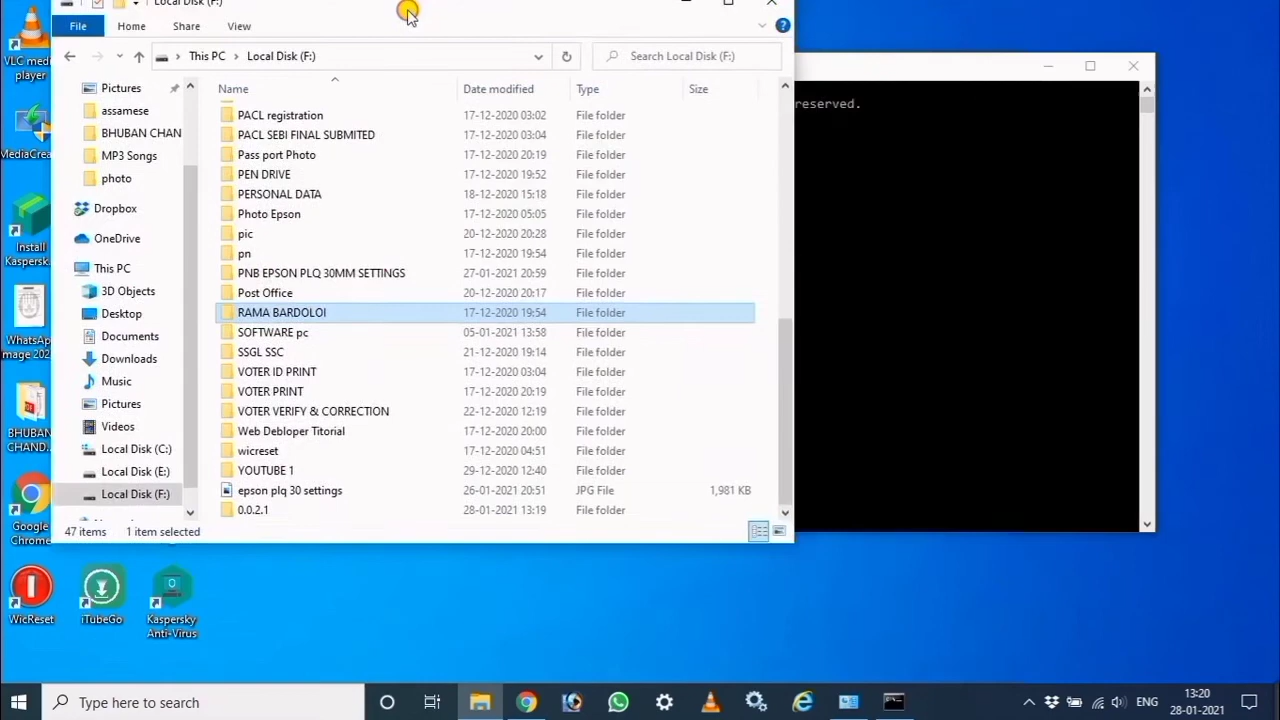 Local Disk (F:)
File Home Share View
This PC Local Disk (F:)
Search Local Disk (F:)
Name Date modified Type Size
PACL registration 17-12-2020 03:02 File folder
PACL SEBI FINAL SUBMITED 17-12-2020 03:04 File folder
Pass port Photo 17-12-2020 20:19 File folder
PEN DRIVE 17-12-2020 19:52 File folder
PERSONAL DATA 18-12-2020 15:18 File folder
Photo Epson 17-12-2020 05:05 File folder
pic 20-12-2020 20:28 File folder
pn 17-12-2020 19:54 File folder
PNB EPSON PLQ 30MM SETTINGS 27-01-2021 20:59 File folder
Post Office 20-12-2020 20:17 File folder
RAMA BARDOLOI 17-12-2020 19:54 File folder
SOFTWARE pc 05-01-2021 13:58 File folder
SSGL SSC 21-12-2020 19:14 File folder
VOTER ID PRINT 17-12-2020 03:04 File folder
VOTER PRINT 17-12-2020 20:19 File folder
VOTER VERIFY & CORRECTION 22-12-2020 12:19 File folder
Web Debloper Titorial 17-12-2020 20:00 File folder
wicreset 17-12-2020 04:51 File folder
YOUTUBE 1 29-12-2020 12:40 File folder
epson plq 30 settings 26-01-2021 20:51 JPG File 1,981 KB
0.0.2.1 28-01-2021 13:19 File folder
Pictures
assamese
BHUBAN CHAN
MP3 Songs
photo
Dropbox
OneDrive
This PC
3D Objects
Desktop
Documents
Downloads
Music
Pictures
Videos
Local Disk (C:)
Local Disk (E:)
Local Disk (F:)
47 items 1 item selected
reserved.
VLC med
player
MediaCrea
Install
Kaspersk..
WhatsAp
mage 202
BHUBAN
CHAND..
Google
Chrome
WicReset
iTubeGo
Kaspersky
Anti-Virus
Type here to search
ENG
13:20
28-01-2021